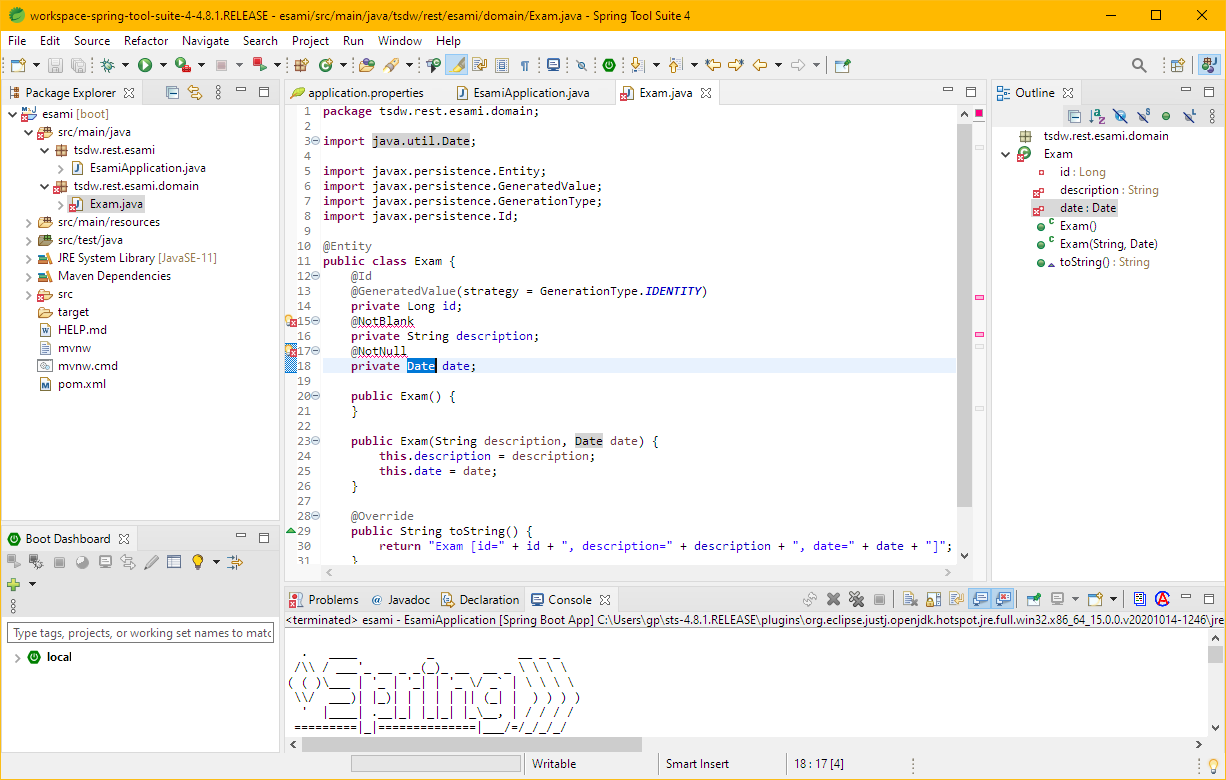 workspace-spring-tool-suite-4-4.8.1.RELEASE - esami/src/main/java/tsdw/rest/esami/domain/Exam.java - Spring Tool Suite 4
File Edit Source Refactor Navigate Search Project Run Window Help
Package Explorer
esami [boot]
src/main/java
tsdw.rest.esami
EsamiApplication.java
tsdw.rest.esami.domain
Exam.java
src/main/resources
src/test/java
JRE System Library [JavaSE-11]
Maven Dependencies
src
target
HELP.md
mvnw
mvnw.cmd
pom.xml
Boot Dashboard
Type tags, projects, or working set names to matc
local
application.properties EsamiApplication.java Exam.java
1 package tsdw.rest.esami.domain;
2
3 import java.util.Date;
4
5 import javax.persistence.Entity;
6 import javax.persistence.GeneratedValue;
7 import javax.persistence.GenerationType;
8 import javax.persistence.Id;
9
10 @Entity
11 public class Exam {
12 @Id
13 @GeneratedValue(strategy = GenerationType.IDENTITY)
14 private Long id;
15 @NotBlank
16 private String description;
17 @NotNull
18 private Date date;
19
20 public Exam() {
21 }
22
23 public Exam(String description, Date date) {
24 this.description = description;
25 this.date = date;
26 }
27
28 @Override
29 public String toString() {
30 return "Exam [id=" + id + ", description=" + description + ", date=" + date + "]";
31 }
Outline
tsdw.rest.esami.domain
Exam
id : Long
description : String
date : Date
Exam()
Exam(String, Date)
toString() : String
Problems Javadoc Declaration Console
<terminated> esami - EsamiApplication [Spring Boot App] C:\Users\gp\sts-4.8.1.RELEASE\plugins\org.eclipse.justj.openjdk.hotspot.jre.full.win32.x86_64_15.0.0.v20201014-1246\jre
Spring
Writable Smart Insert 18 : 17 [4]